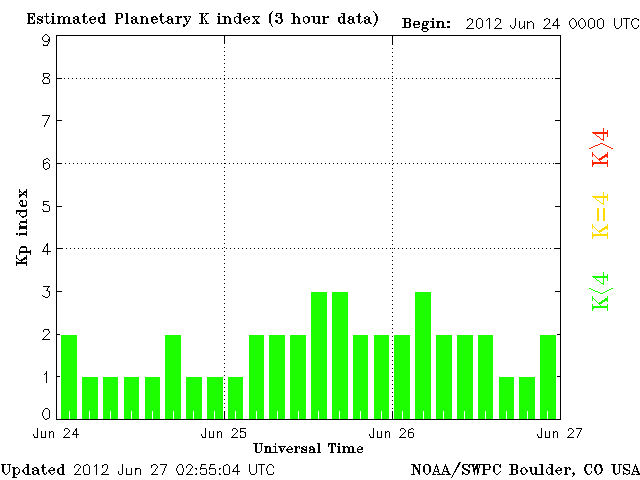 Estimated Planetary K index (3 hour data) Begin: 2012 Jun 24 0000 UTC
9
8
7
6
5
4
3
2
1
0
Kp index
K>4
K=4
K<4
Jun 24 Jun 25 Jun 26 Jun 27
Universal Time
Updated 2012 Jun 27 02:55:04 UTC NOAA/SWPC Boulder, CO USA